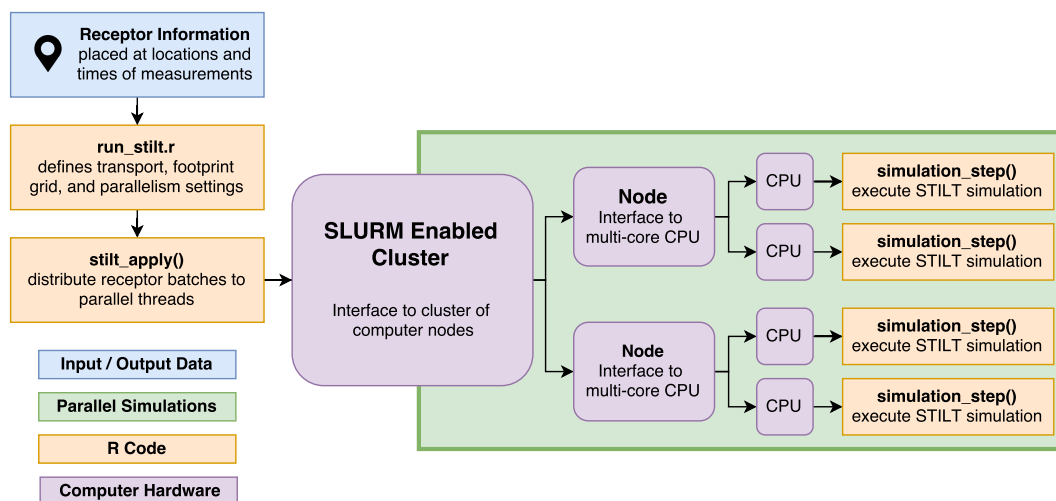 Receptor Information
placed at locations and
times of measurements
run_stilt.r
defines transport, footprint
grid, and parallelism settings
stilt_apply()
distribute receptor batches to
parallel threads
SLURM Enabled
Cluster
Interface to cluster of
computer nodes
Node
Interface to
multi-core CPU
CPU
simulation_step()
execute STILT simulation
CPU
simulation_step()
execute STILT simulation
Node
Interface to
multi-core CPU
CPU
simulation_step()
execute STILT simulation
CPU
simulation_step()
execute STILT simulation
Input / Output Data
Parallel Simulations
R Code
Computer Hardware